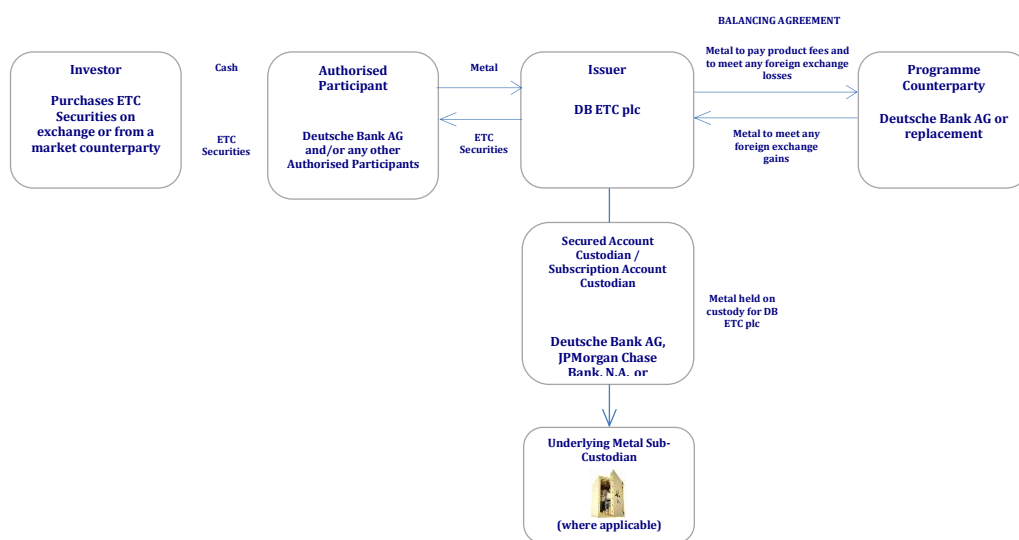 BALANCING AGREEMENT
Investor
Purchases ETC
Securities on
exchange or from a
market counterparty
Cash
ETC
Securities
Authorised
Participant
Deutsche Bank AG
and/or any other
Authorised Participants
Metal
ETC
Securities
Issuer
DB ETC plc
Metal to pay product fees and
to meet any foreign exchange
losses
Metal to meet any
foreign exchange
gains
Programme
Counterparty
Deutsche Bank AG or
replacement
Secured Account
Custodian /
Subscription Account
Custodian
Deutsche Bank AG,
JPMorgan Chase
Bank, N.A. or
Metal held on
custody for DB
ETC plc
Underlying Metal Sub-
Custodian
(where applicable)